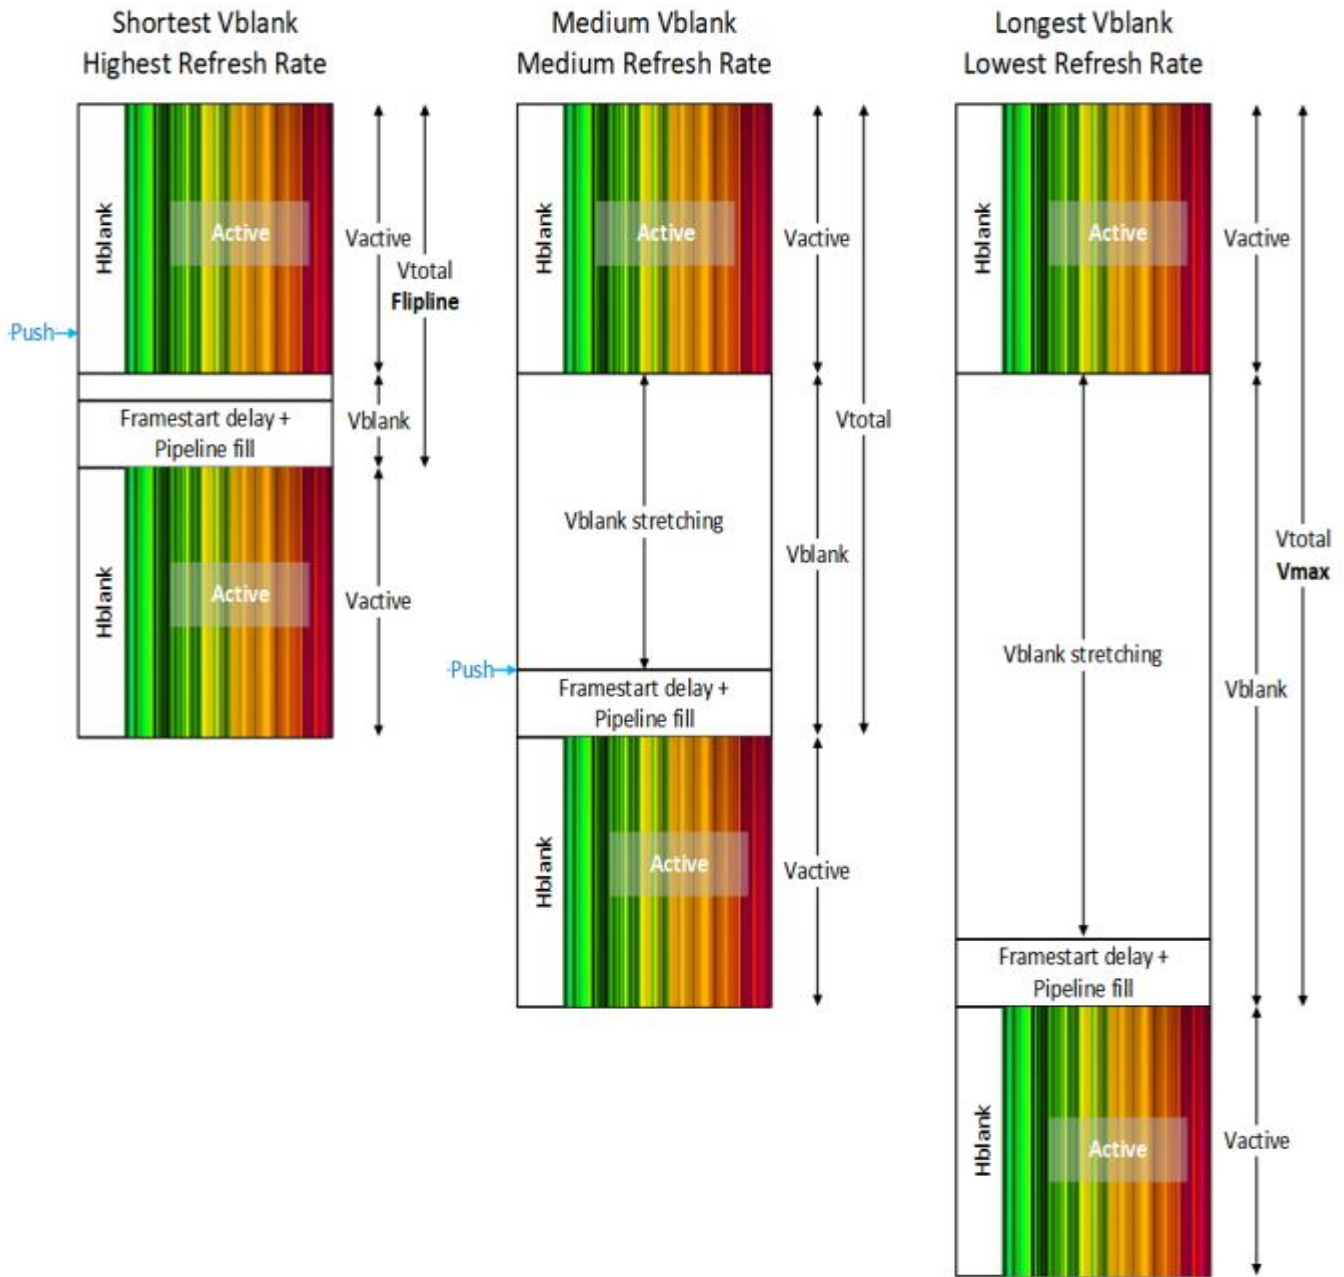 Shortest Vblank
Highest Refresh Rate
Hblank
Active
Vactive
Vtotal
Flipline
Push
Framestart delay +
Pipeline fill
Vblank
Hblank
Active
Vactive
Medium Vblank
Medium Refresh Rate
Hblank
Active
Vactive
Vtotal
Vblank stretching
Vblank
Push
Framestart delay +
Pipeline fill
Hblank
Active
Vactive
Longest Vblank
Lowest Refresh Rate
Hblank
Active
Vactive
Vtotal
Vmax
Vblank stretching
Vblank
Framestart delay +
Pipeline fill
Hblank
Active
Vactive